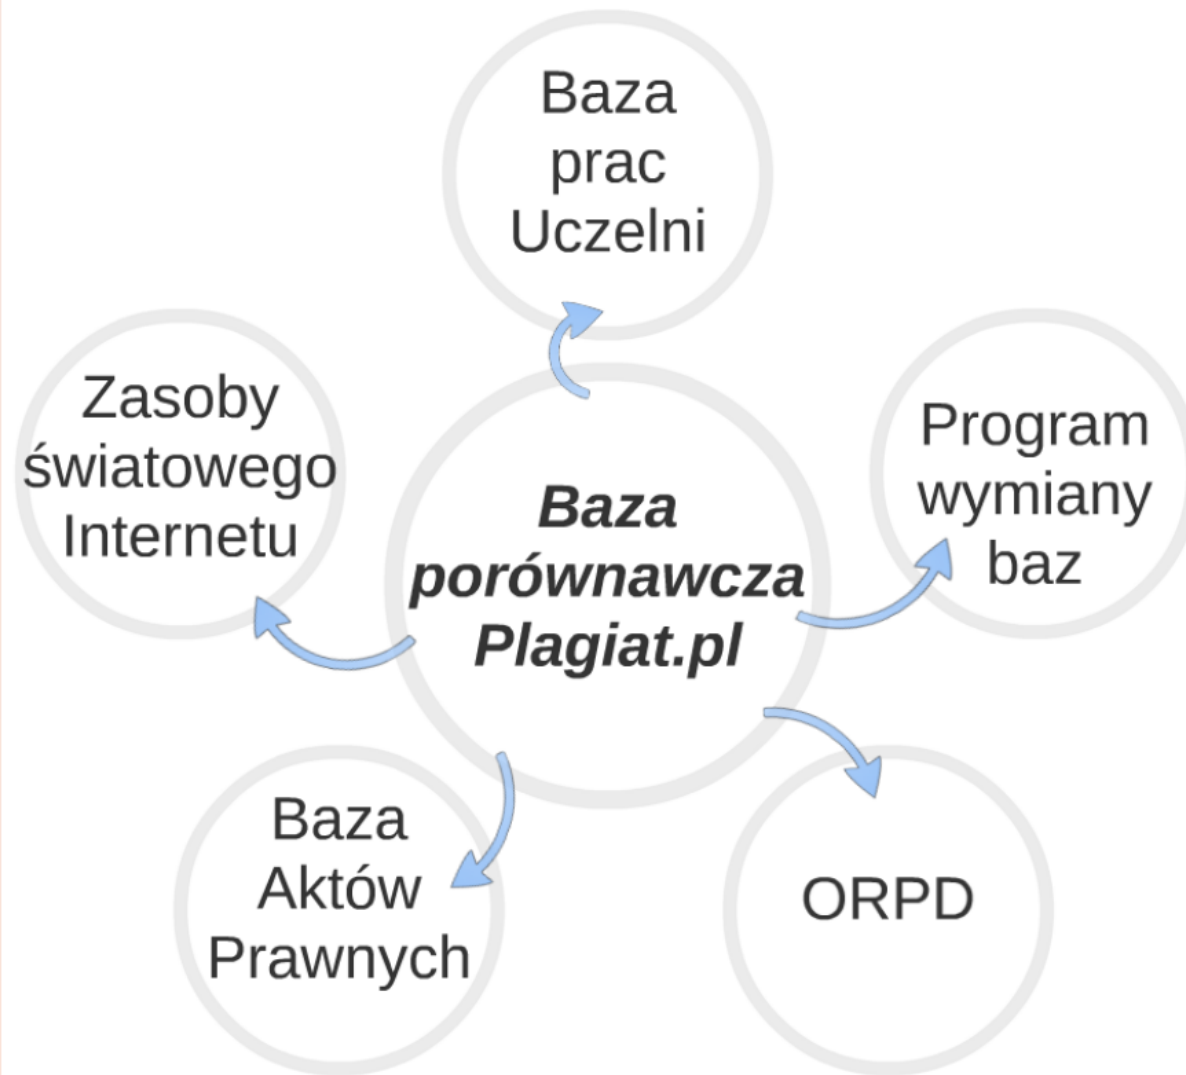 Baza
prac
Uczelni
Zasoby
światowego
Internetu
Program
wymiany
baz
Baza
porównawcza
Plagiat.pl
Baza
Aktów
Prawnych
ORPD